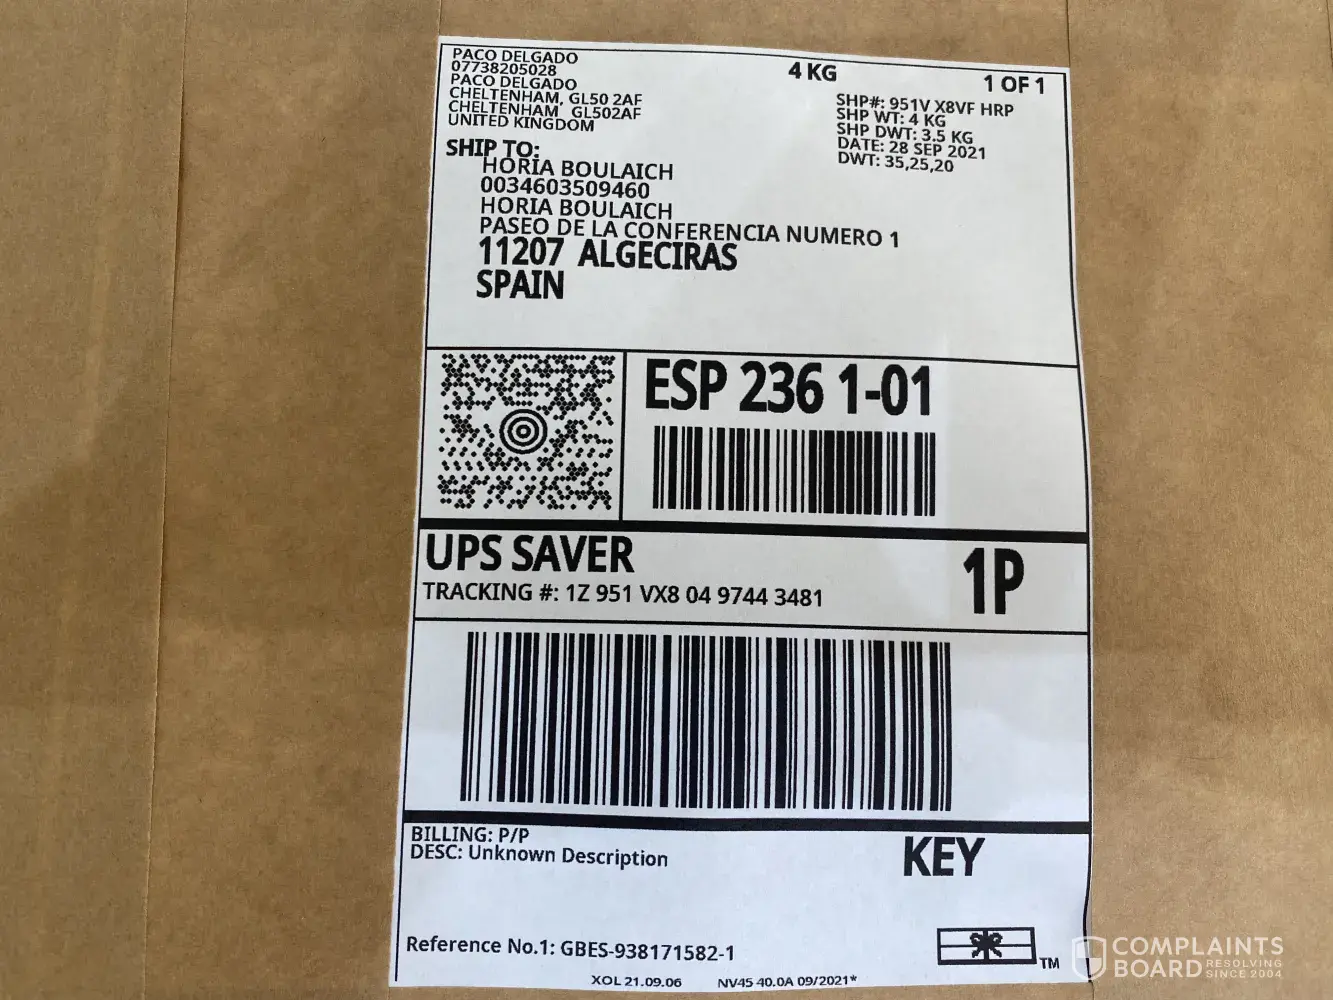 PACO DELGADO
07738205028
PACO DELGADO
CHELTENHAM, GL50 2AF
CHELTENHAM GL502AF
UNITED KINGDOM
4 KG
1 OF 1
SHP#: 951V X8VF HRP
SHP WT: 4 KG
SHP DWT: 3.5 KG
DATE: 28 SEP 2021
DWT: 35,25,20
SHIP TO:
HORIA BOULAICH
0034603509460
HORIA BOULAICH
PASEO DE LA CONFERENCIA NUMERO 1
11207 ALGECIRAS
SPAIN
ESP 236 1-01
UPS SAVER
TRACKING #: 1Z 951 VX8 04 9744 3481
1P
BILLING: P/P
DESC: Unknown Description
KEY
Reference No.1: GBES-938171582-1
XOL 21.09.06 NV45 40.0A 09/2021*
TM
COMPLAINTS
BOARD RESOLVING
SINCE 2004